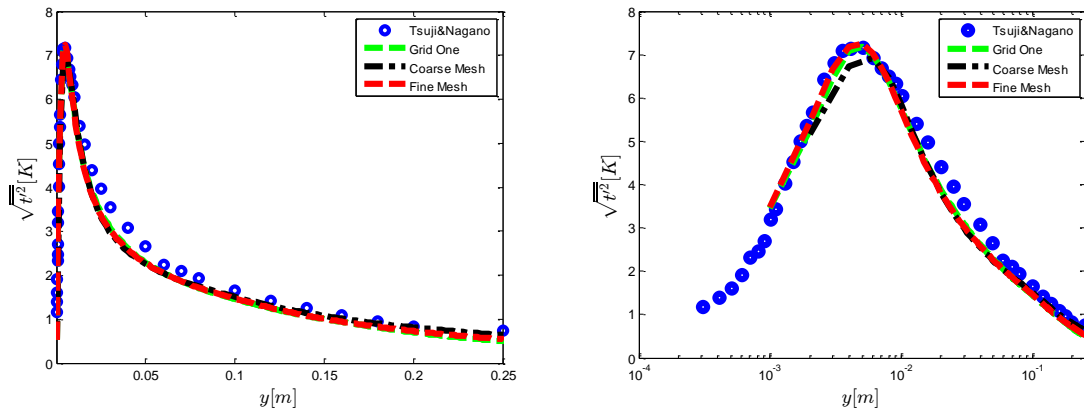 8
7
6
5
4
3
2
1
0
0.05
0.1
0.15
0.2
0.25
y[m]
√t′² [K]
Tsuji&Nagano
Grid One
Coarse Mesh
Fine Mesh
8
7
6
5
4
3
2
1
0
10⁻⁴
10⁻³
10⁻²
10⁻¹
y[m]
√t′² [K]
Tsuji&Nagano
Grid One
Coarse Mesh
Fine Mesh